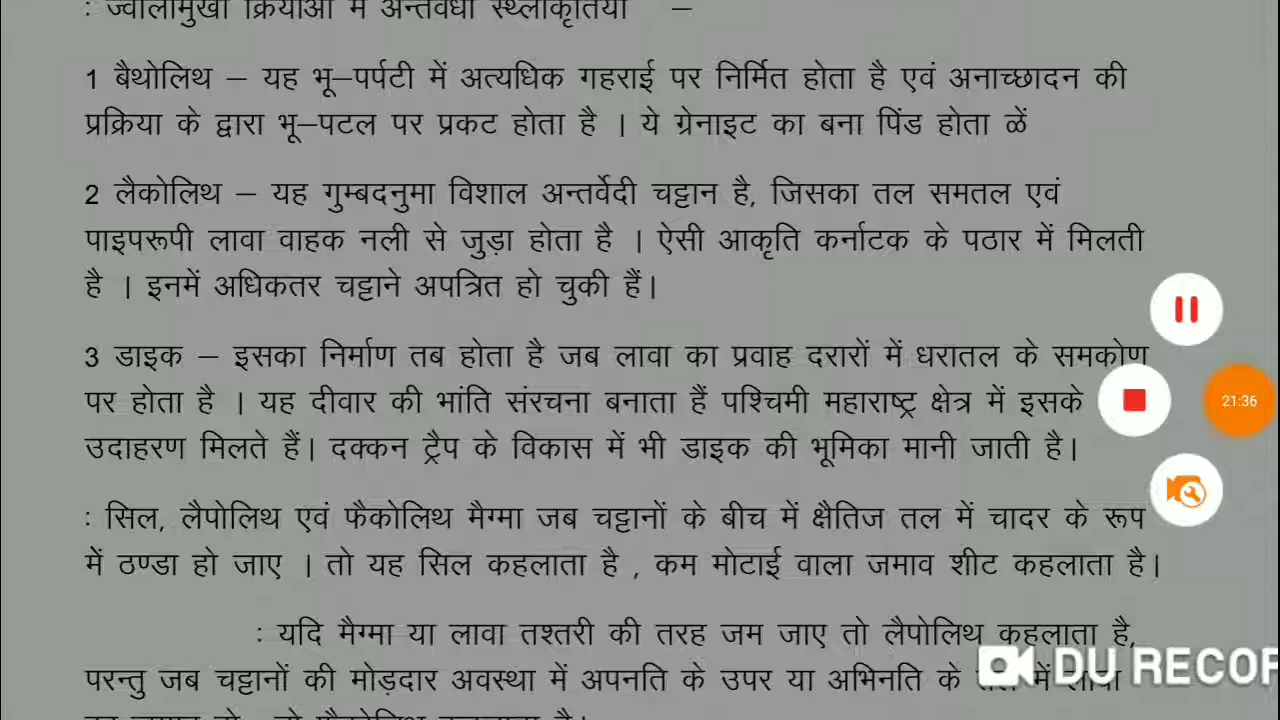 : ज्वालामुखी क्रियाओं में अन्तर्वेधी स्थलाकृतियाँ –
1 बैथोलिथ – यह भू–पर्पटी में अत्यधिक गहराई पर निर्मित होता है एवं अनाच्छादन की
प्रक्रिया के द्वारा भू–पटल पर प्रकट होता है । ये ग्रेनाइट का बना पिंड होता ळें
2 लैकोलिथ – यह गुम्बदनुमा विशाल अन्तर्वेदी चट्टान है, जिसका तल समतल एवं
पाइपरूपी लावा वाहक नली से जुड़ा होता है । ऐसी आकृति कर्नाटक के पठार में मिलती
है । इनमें अधिकतर चट्टाने अपत्रित हो चुकी हैं।
3 डाइक – इसका निर्माण तब होता है जब लावा का प्रवाह दरारों में धरातल के समकोण
पर होता है । यह दीवार की भांति संरचना बनाता हैं पश्चिमी महाराष्ट्र क्षेत्र में इसके
21:36
उदाहरण मिलते हैं। दक्कन ट्रैप के विकास में भी डाइक की भूमिका मानी जाती है।
: सिल, लैपोलिथ एवं फैकोलिथ मैग्मा जब चट्टानों के बीच में क्षैतिज तल में चादर के रूप
में ठण्डा हो जाए । तो यह सिल कहलाता है , कम मोटाई वाला जमाव शीट कहलाता है।
: यदि मैग्मा या लावा तश्तरी की तरह जम जाए तो लैपोलिथ कहलाता है,
परन्तु जब चट्टानों की मोड़दार अवस्था में अपनति के उपर या अभिनति के में
DU RECOR